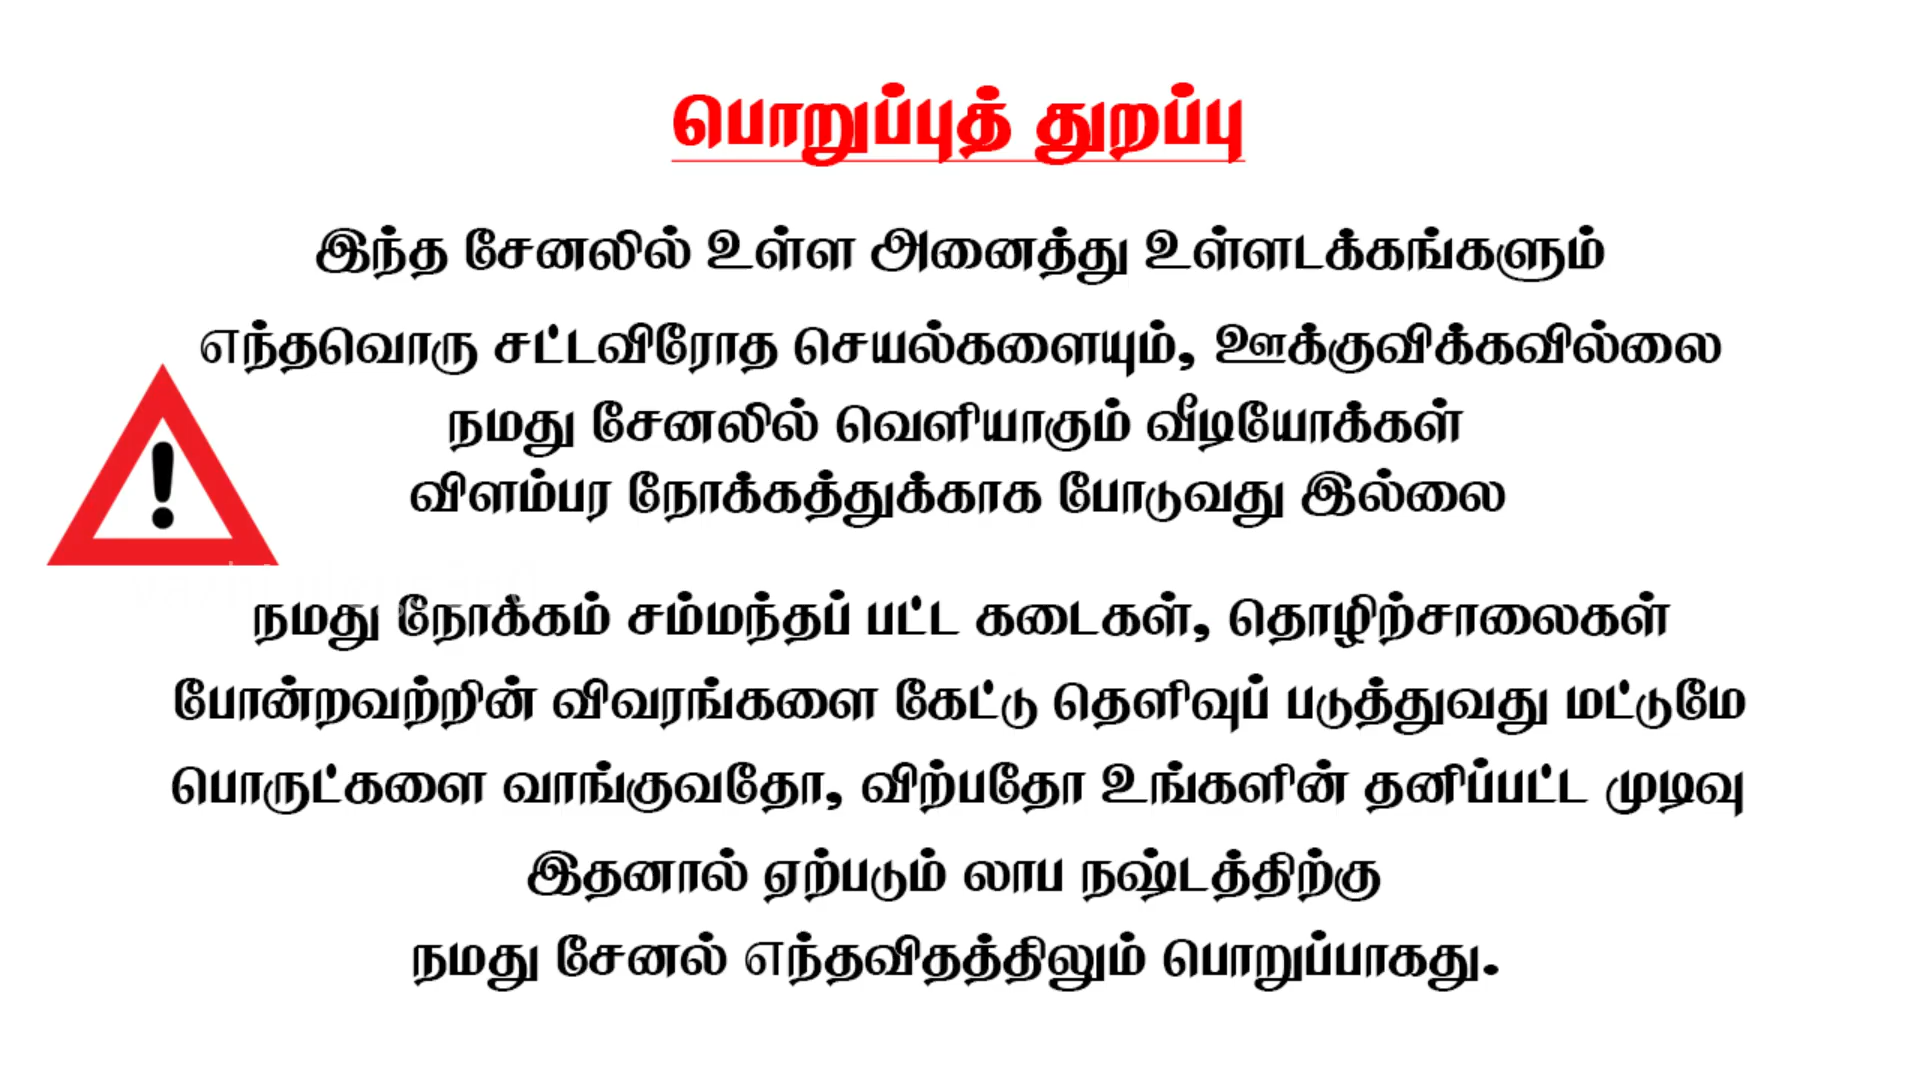 பொறுப்புத் துறப்பு
இந்த சேனலில் உள்ள அனைத்து உள்ளடக்கங்களும்
எந்தவொரு சட்டவிரோத செயல்களையும், ஊக்குவிக்கவில்லை
நமது சேனலில் வெளியாகும் வீடியோக்கள்
விளம்பர நோக்கத்துக்காக போடுவது இல்லை
நமது நோக்கம் சம்மந்தப் பட்ட கடைகள், தொழிற்சாலைகள்
போன்றவற்றின் விவரங்களை கேட்டு தெளிவுப் படுத்துவது மட்டுமே
பொருட்களை வாங்குவதோ, விற்பதோ உங்களின் தனிப்பட்ட முடிவு
இதனால் ஏற்படும் லாப நஷ்டத்திற்கு
நமது சேனல் எந்தவிதத்திலும் பொறுப்பாகது.